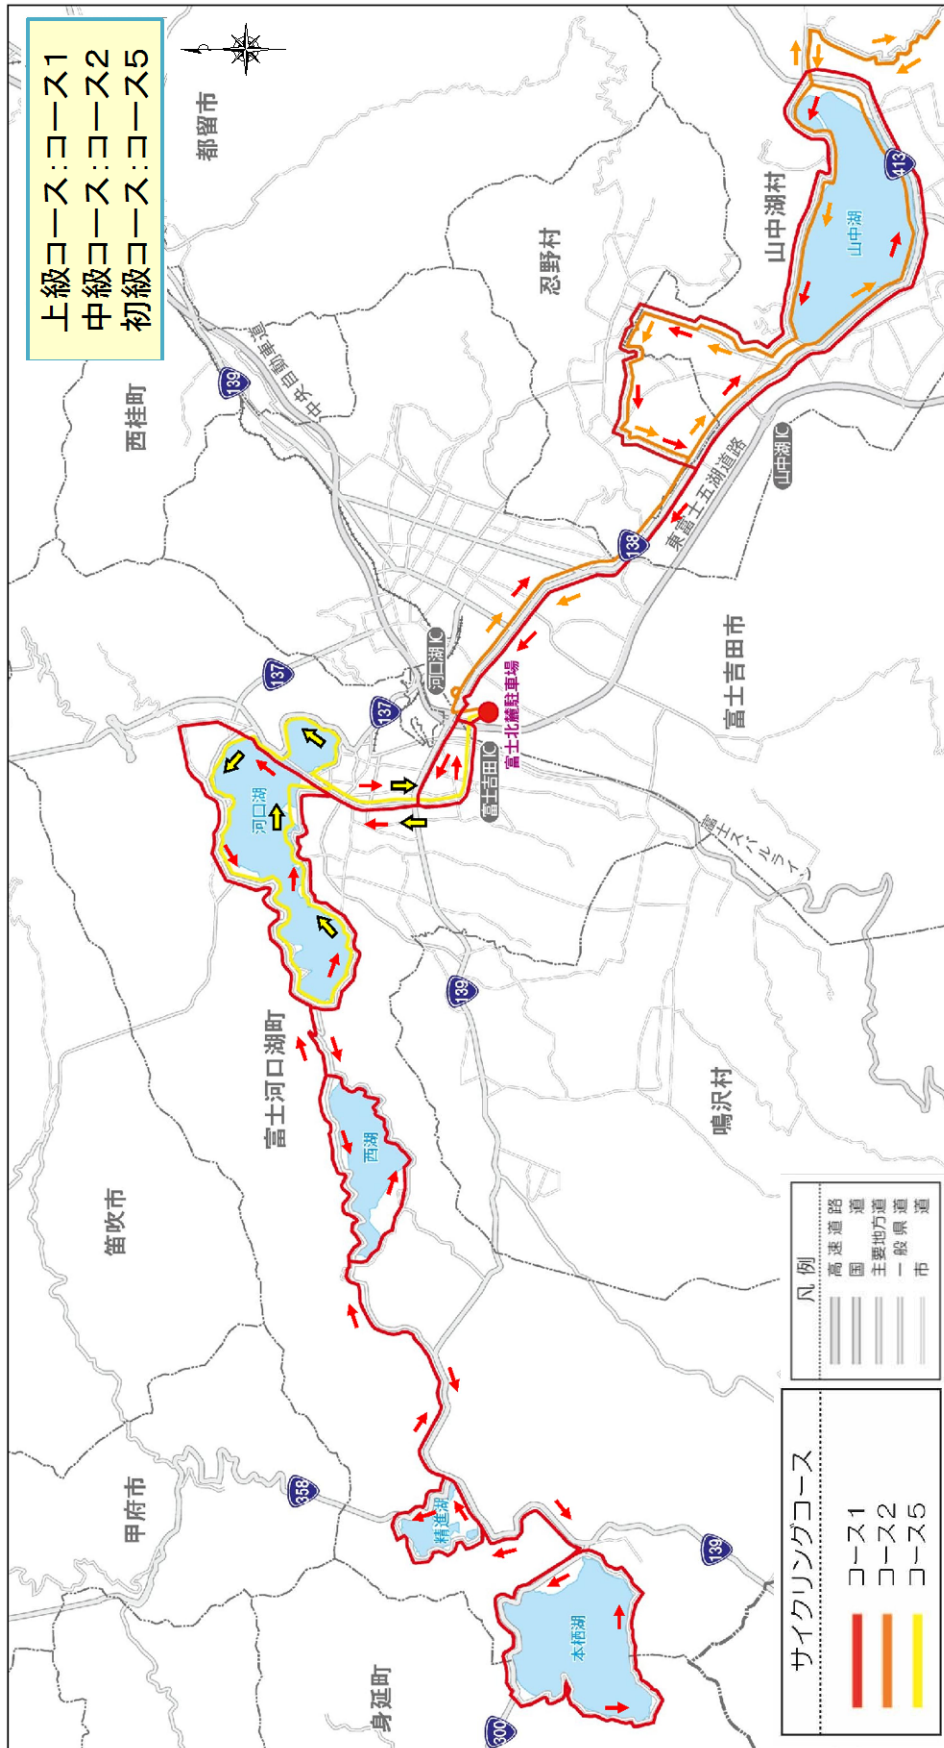 上級コース:コース1
中級コース:コース2
初級コース:コース5
都留市
西桂町
139
中央自動車道
忍野村
山中湖村
413
山中湖
137
河口湖IC
137
138
東富士五湖道路
山中湖IC
富士北麓駐車場
富士吉田IC
富士吉田市
河口湖
富士スバルライン
富士河口湖町
139
西湖
鳴沢村
笛吹市
甲府市
358
精進湖
139
本栖湖
身延町
300
凡例
高速道路
国道
主要地方道
一般県道
市道
サイクリングコース
コース1
コース2
コース5